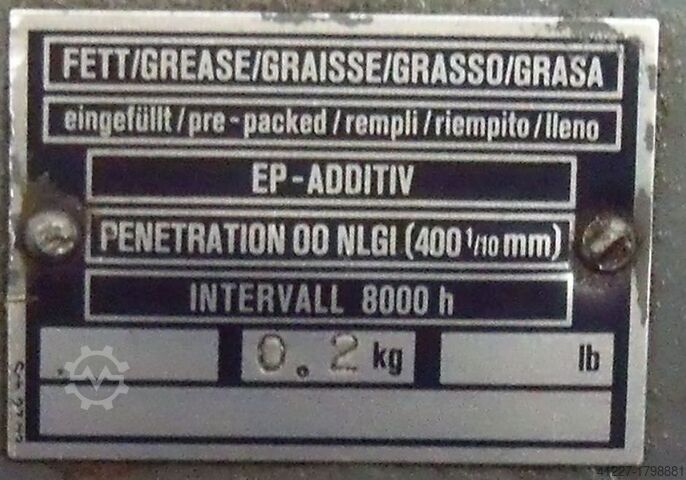 FETT/GREASE/GRAISSE/GRASSO/GRASA
eingefüllt/pre-packed/rempli/riempito/lleno
EP-ADDITIV
PENETRATION 00 NLGI (400 1/10 mm)
INTERVALL 8000 h
0.2 kg lb
41227-1798881